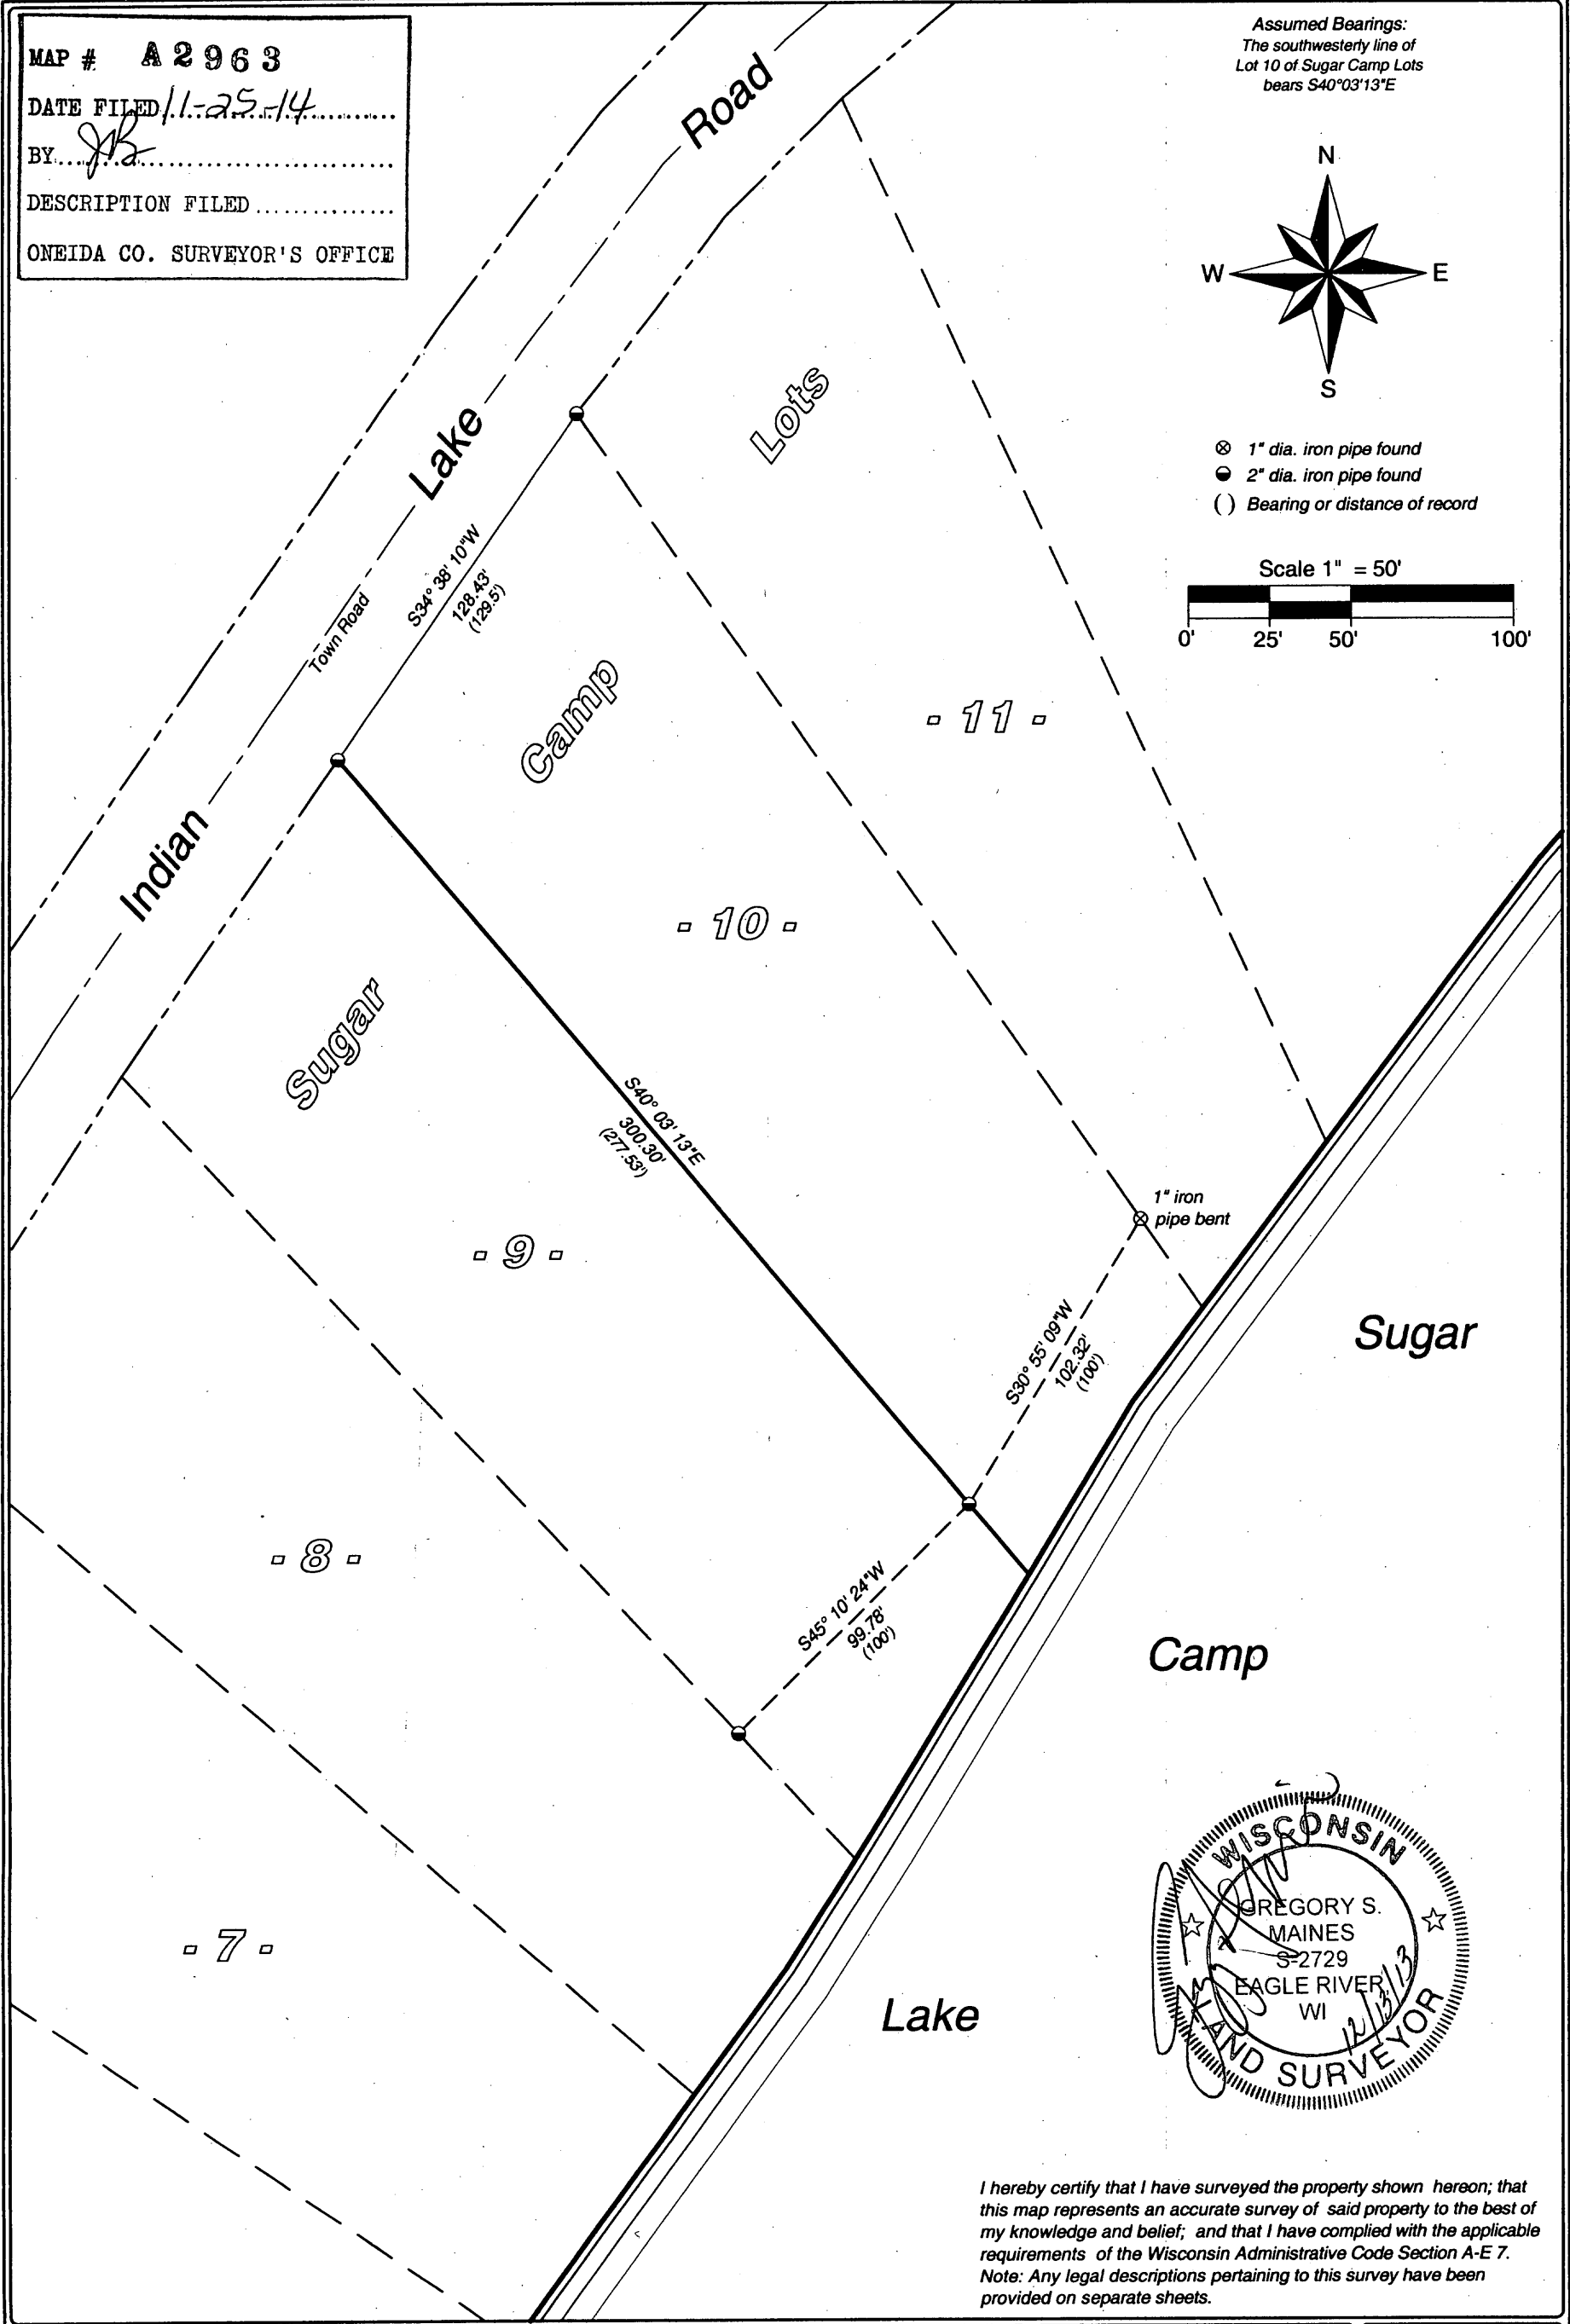 MAP # A2963
DATE FILED 11-25-14
BY JB
DESCRIPTION FILED
ONEIDA CO. SURVEYOR'S OFFICE
Assumed Bearings:
The southwesterly line of
Lot 10 of Sugar Camp Lots
bears S40°03'13"E
N
W
E
S
⊗ 1" dia. iron pipe found
2" dia. iron pipe found
( ) Bearing or distance of record
Scale 1" = 50'
0' 25' 50' 100'
Indian Lake Road
Town Road
Sugar Camp Lots
S34° 38' 10"W
128.43'
(129.5')
- 11 -
- 10 -
S40° 03' 13"E
300.30'
(277.53')
- 9 -
1" iron
pipe bent
S30° 55' 09"W
102.32'
(100')
S45° 10' 24"W
99.78'
(100')
- 8 -
- 7 -
Sugar
Camp
Lake
WISCONSIN
GREGORY S.
MAINES
S-2729
EAGLE RIVER
WI
12/13/13
LAND SURVEYOR
I hereby certify that I have surveyed the property shown hereon; that
this map represents an accurate survey of said property to the best of
my knowledge and belief; and that I have complied with the applicable
requirements of the Wisconsin Administrative Code Section A-E 7.
Note: Any legal descriptions pertaining to this survey have been
provided on separate sheets.